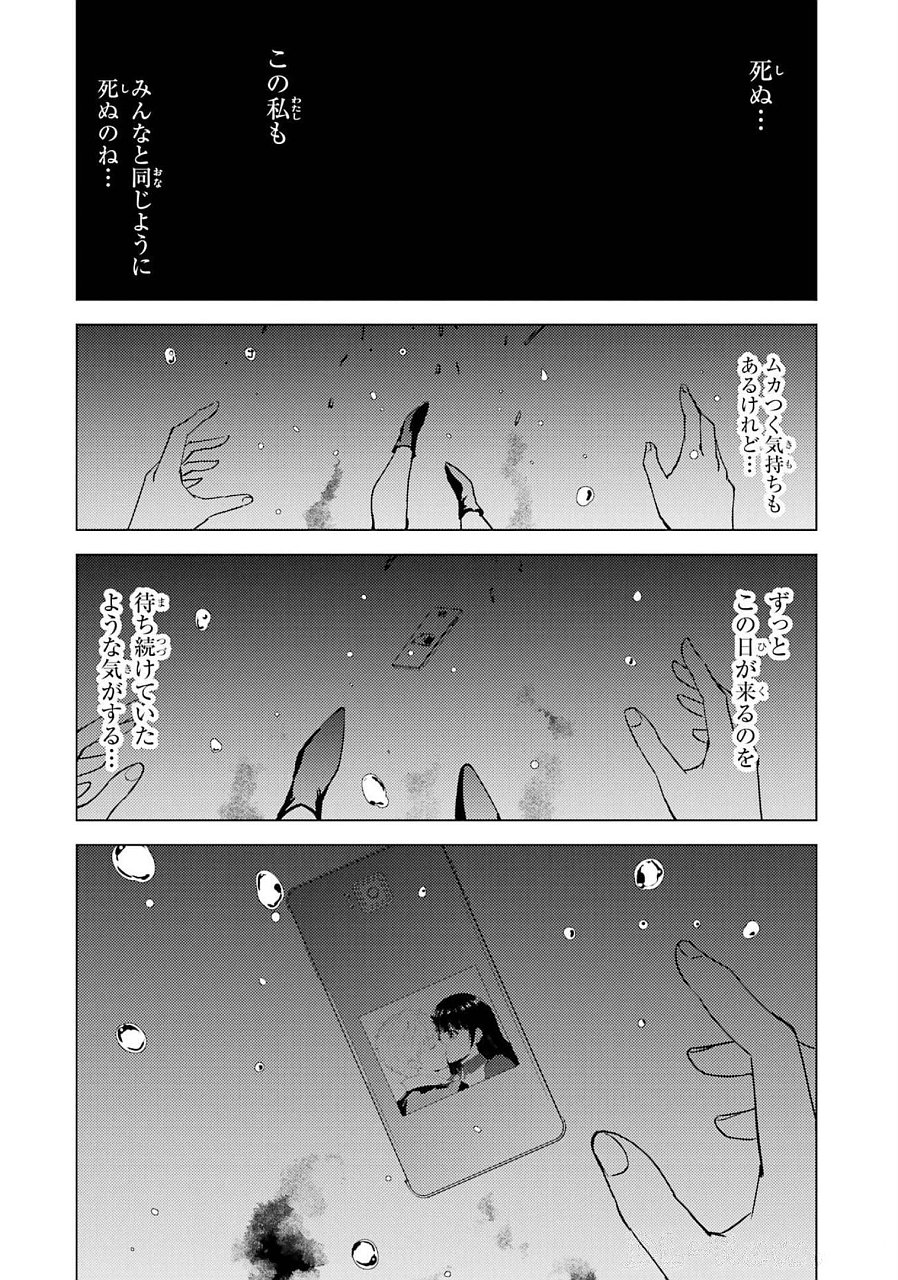 死ぬ…
この私も
みんなと同じように
死ぬのね…
ムカつく気持ちも
あるけれど…
ずっと
この日が来るのを
待ち続けていた
ような気がする…